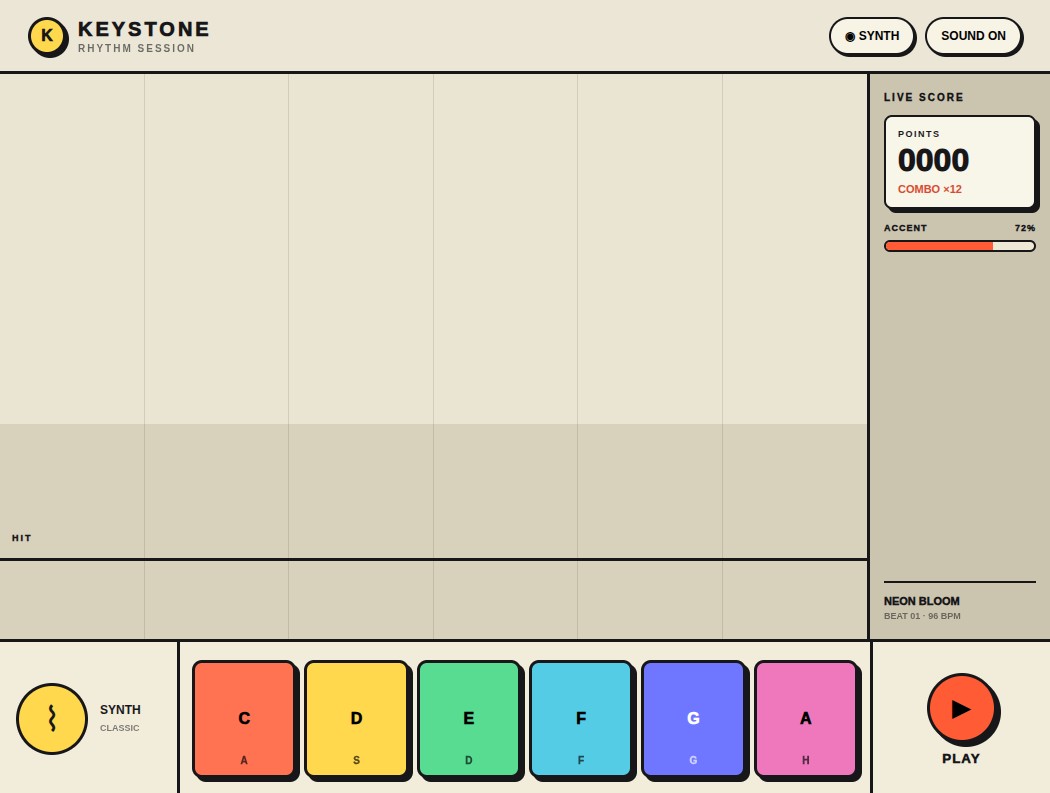 K
KEYSTONE
RHYTHM SESSION
◉ SYNTH
SOUND ON
LIVE SCORE
POINTS
0000
COMBO ×12
ACCENT 72%
HIT
NEON BLOOM
BEAT 01 · 96 BPM
SYNTH
CLASSIC
C D E F G A
A S D F G H
▶
PLAY